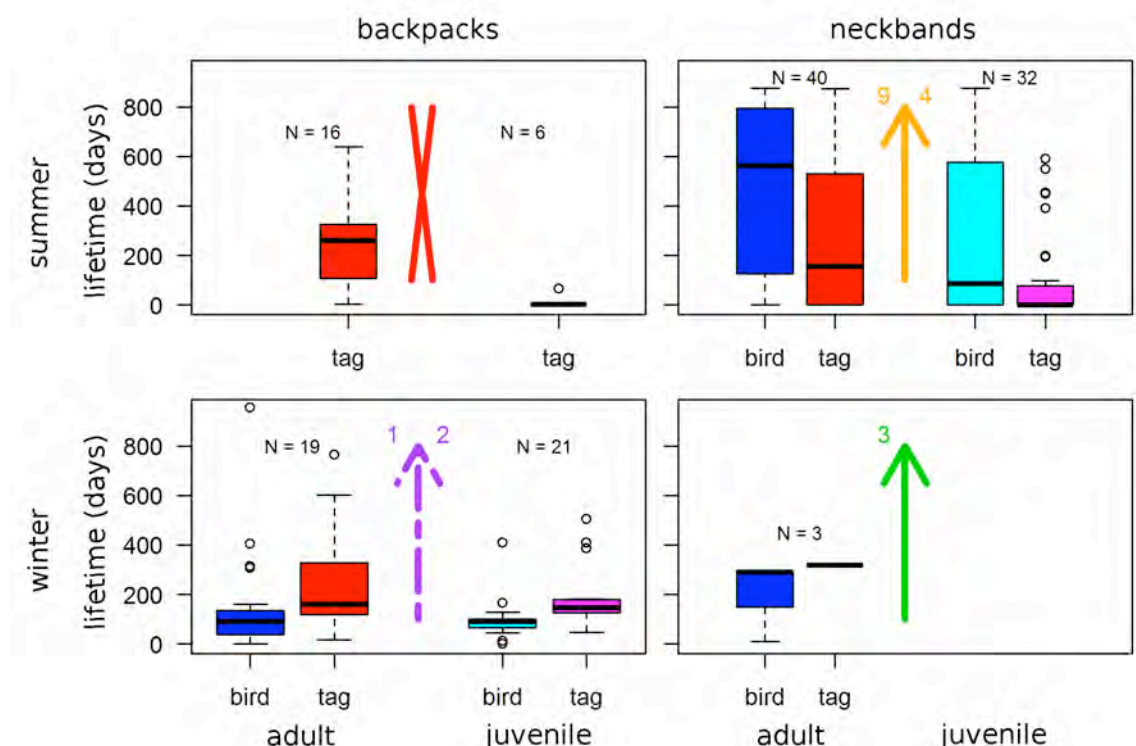 backpacks
neckbands
summer
lifetime (days)
800
600
400
200
0
N = 16
N = 6
tag
tag
N = 40
9 4
N = 32
bird
tag
bird
tag
winter
lifetime (days)
800
600
400
200
0
N = 19
1 2
N = 21
bird
tag
bird
tag
adult
juvenile
N = 3
3
bird
tag
adult
juvenile